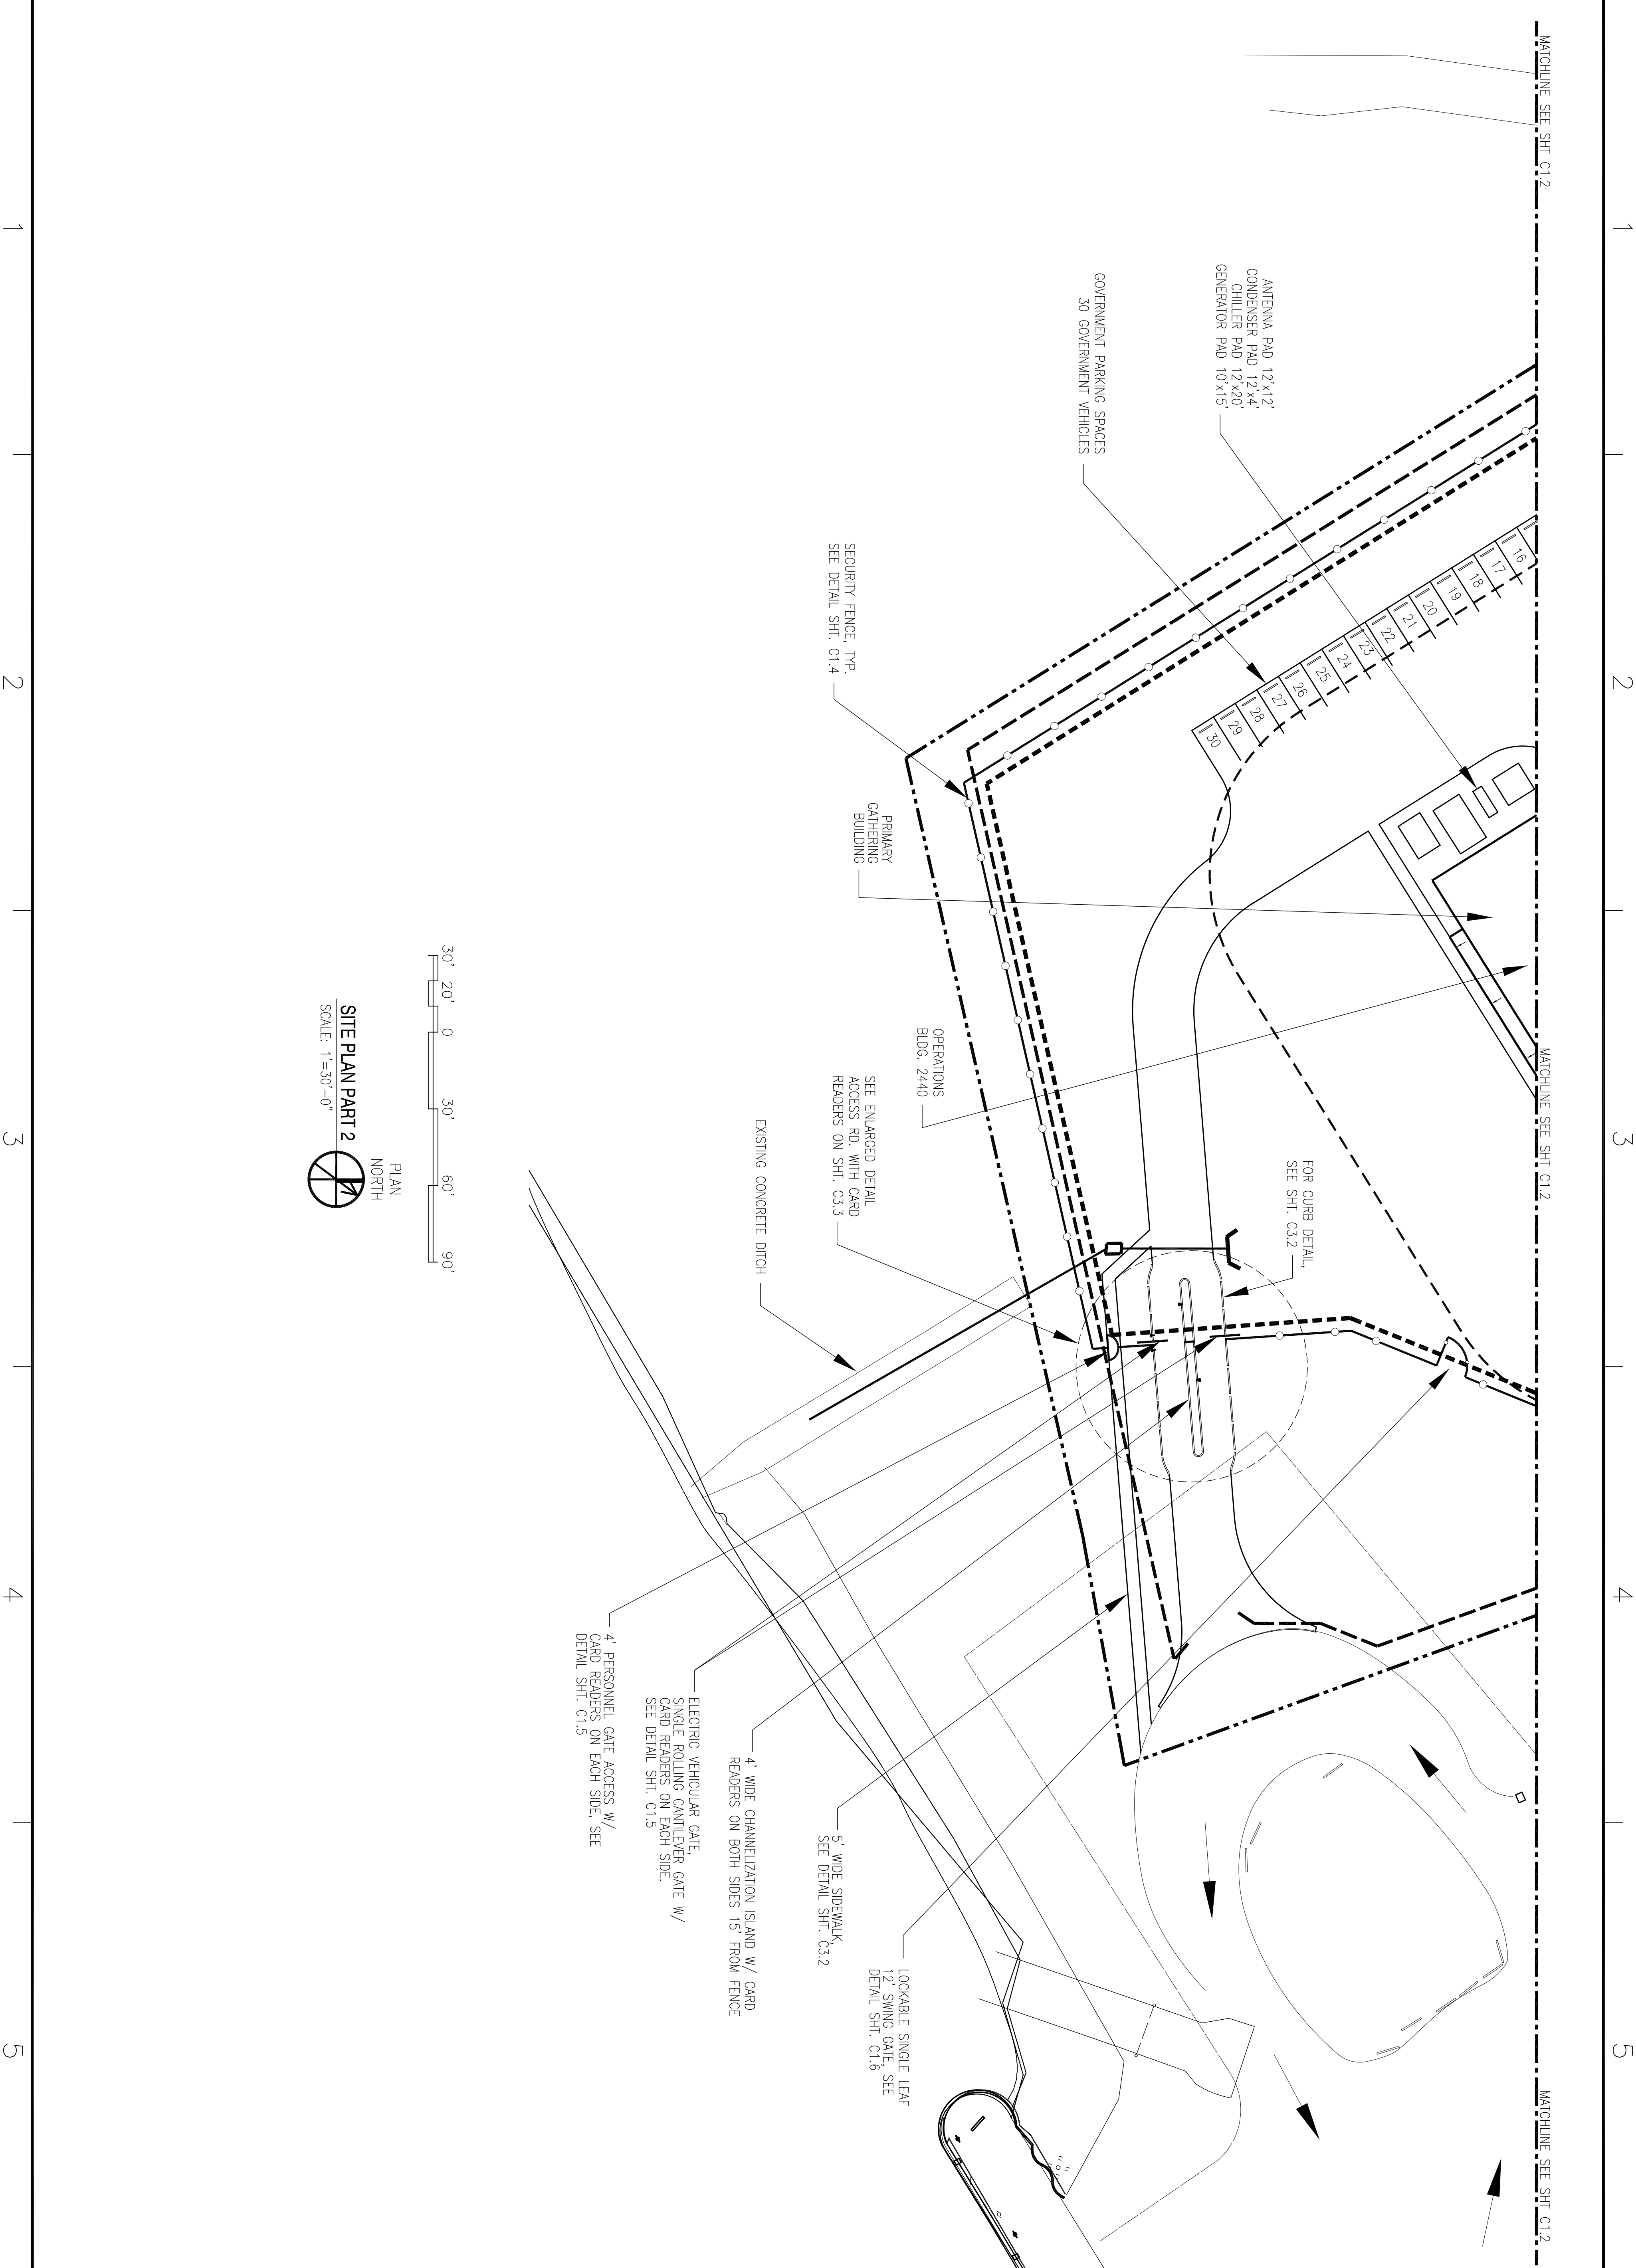 1
2
3
4
5
MATCHLINE SEE SHT C1.2
MATCHLINE SEE SHT C1.2
MATCHLINE SEE SHT C1.2
ANTENNA PAD 12'x12'
CONDENSER PAD 12'x4'
CHILLER PAD 12'x20'
GENERATOR PAD 10'x15'
GOVERNMENT PARKING SPACES
30 GOVERNMENT VEHICLES
16
17
18
19
20
21
22
23
24
25
26
27
28
29
30
SECURITY FENCE, TYP.
SEE DETAIL SHT. C1.4
PRIMARY
GATHERING
BUILDING
OPERATIONS
BLDG. 2440
FOR CURB DETAIL,
SEE SHT. C3.2
SEE ENLARGED DETAIL
ACCESS RD. WITH CARD
READERS ON SHT. C3.3
EXISTING CONCRETE DITCH
LOCKABLE SINGLE LEAF
12' SWING GATE, SEE
DETAIL SHT. C1.6
5' WIDE SIDEWALK,
SEE DETAIL SHT. C3.2
4' WIDE CHANNELIZATION ISLAND W/ CARD
READERS ON BOTH SIDES 15' FROM FENCE
ELECTRIC VEHICULAR GATE,
SINGLE ROLLING CANTILEVER GATE W/
CARD READERS ON EACH SIDE.
SEE DETAIL SHT. C1.5
4' PERSONNEL GATE ACCESS W/
CARD READERS ON EACH SIDE, SEE
DETAIL SHT. C1.5
30' 20' 0 30' 60' 90'
PLAN
NORTH
SITE PLAN PART 2
SCALE: 1"=30'-0"
1
2
3
4
5